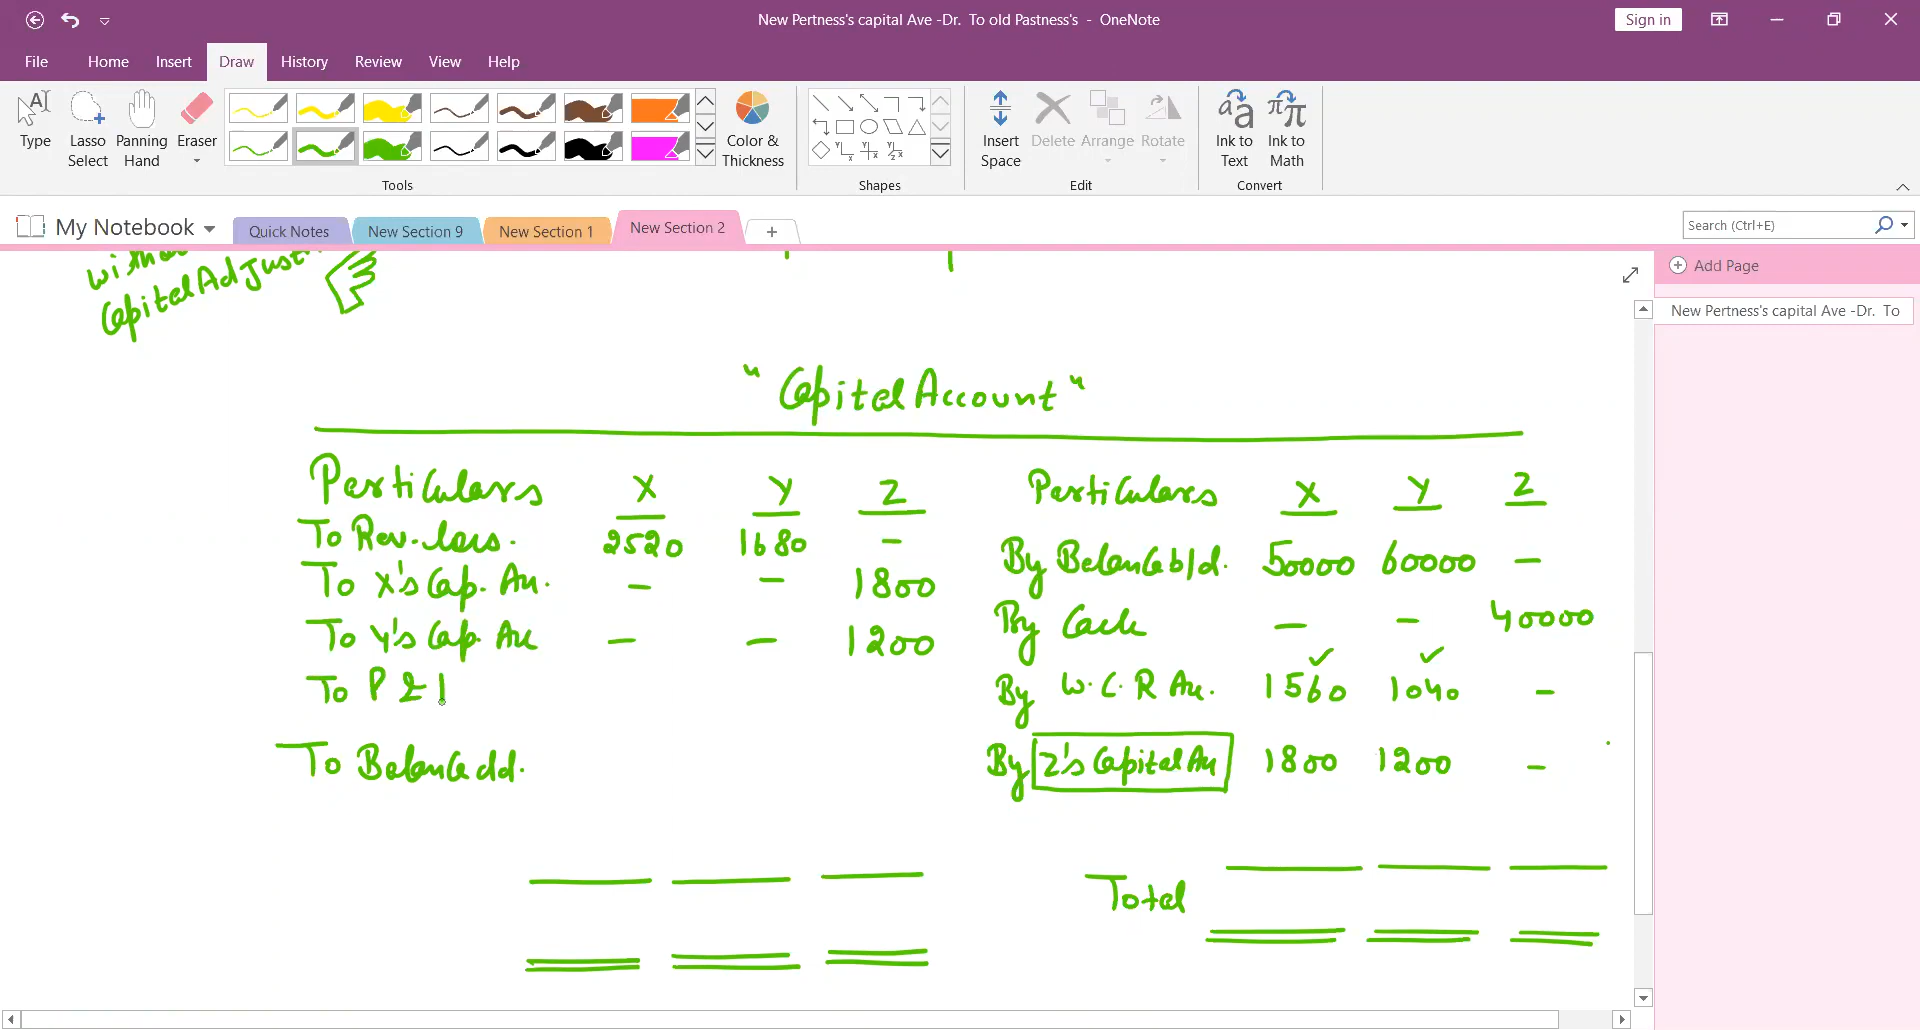 New Pertness's capital Ave -Dr. To old Pastness's - OneNote
Sign in
File Home Insert Draw History Review View Help
Type
Lasso Select
Panning Hand
Eraser
Color & Thickness
Insert Space
Delete
Arrange
Rotate
Ink to Text
Ink to Math
Tools
Shapes
Edit
Convert
My Notebook
Quick Notes
New Section 9
New Section 1
New Section 2
Search (Ctrl+E)
Add Page
New Pertness's capital Ave -Dr. To
Capital Adjust
"Capital Account"
Particulars X Y Z Particulars X Y Z
To Rev. loss. 2520 1680 - By Balance b/d. 50000 60000 -
To X's Cap. A/c. - - 1800 By Cash - - 40000
To Y's Cap. A/c - - 1200 By W.C.R A/c. 1560 1040 -
To P & l
To Balance c/d. By Z's Capital A/c 1800 1200 -
Total